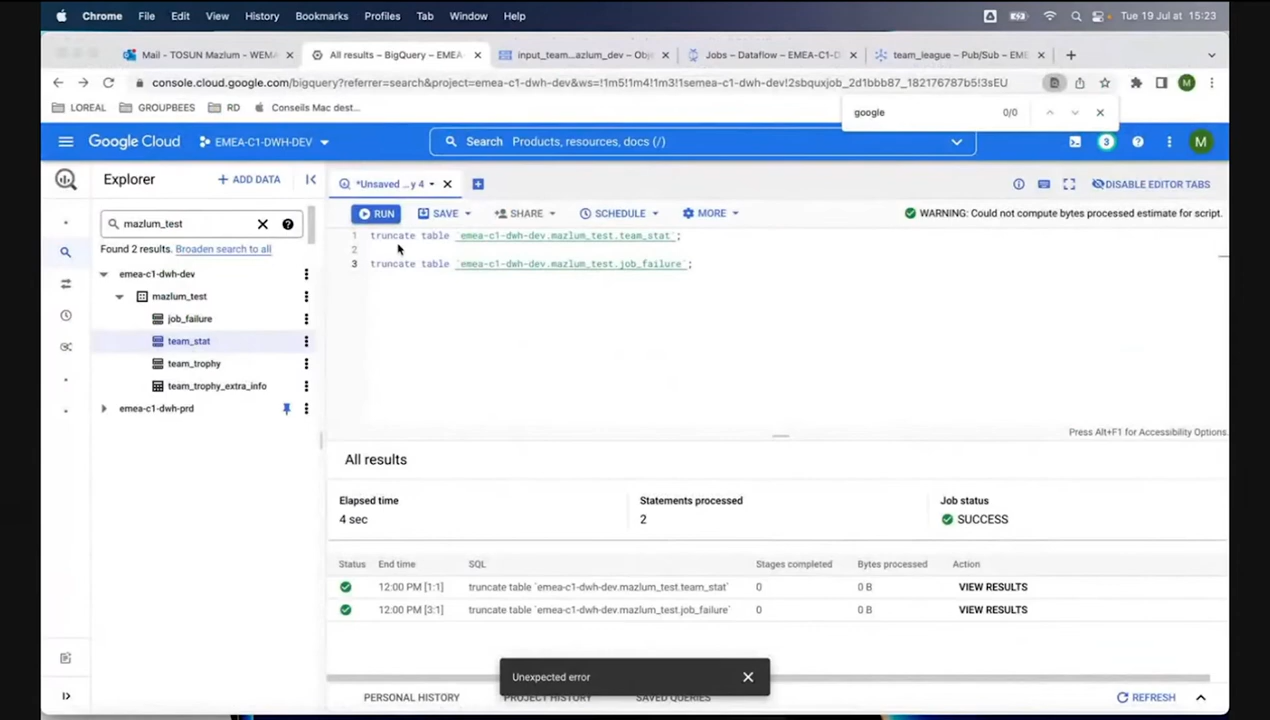 Chrome File Edit View History Bookmarks Profiles Tab Window Help Tue 19 Jul at 15:23
Mail - TOSUN Mazlum - WEMA × All results – BigQuery – EMEA- × input_team...azlum_dev – Obj × Jobs – Dataflow – EMEA-C1-D × team_league – Pub/Sub – EME × +
console.cloud.google.com/bigquery?referrer=search&project=emea-c1-dwh-dev&ws=!1m5!1m4!1m3!1semea-c1-dwh-dev!2sbquxjob_2d1bbb87_182176787b5!3sEU M
LOREAL GROUPBEES RD Conseils Mac dest...
google 0/0
Google Cloud EMEA-C1-DWH-DEV Search Products, resources, docs (/) 3 M
Explorer + ADD DATA *Unsaved ...y 4 DISABLE EDITOR TABS
mazlum_test RUN SAVE SHARE SCHEDULE MORE WARNING: Could not compute bytes processed estimate for script.
Found 2 results. Broaden search to all
emea-c1-dwh-dev
mazlum_test
job_failure
team_stat
team_trophy
team_trophy_extra_info
emea-c1-dwh-prd
1 truncate table `emea-c1-dwh-dev.mazlum_test.team_stat`;
2
3 truncate table `emea-c1-dwh-dev.mazlum_test.job_failure`;
Press Alt+F1 for Accessibility Options.
All results
Elapsed time Statements processed Job status
4 sec 2 SUCCESS
Status End time SQL Stages completed Bytes processed Action
12:00 PM [1:1] truncate table `emea-c1-dwh-dev.mazlum_test.team_stat` 0 0 B VIEW RESULTS
12:00 PM [3:1] truncate table `emea-c1-dwh-dev.mazlum_test.job_failure` 0 0 B VIEW RESULTS
Unexpected error
PERSONAL HISTORY PROJECT HISTORY SAVED QUERIES REFRESH